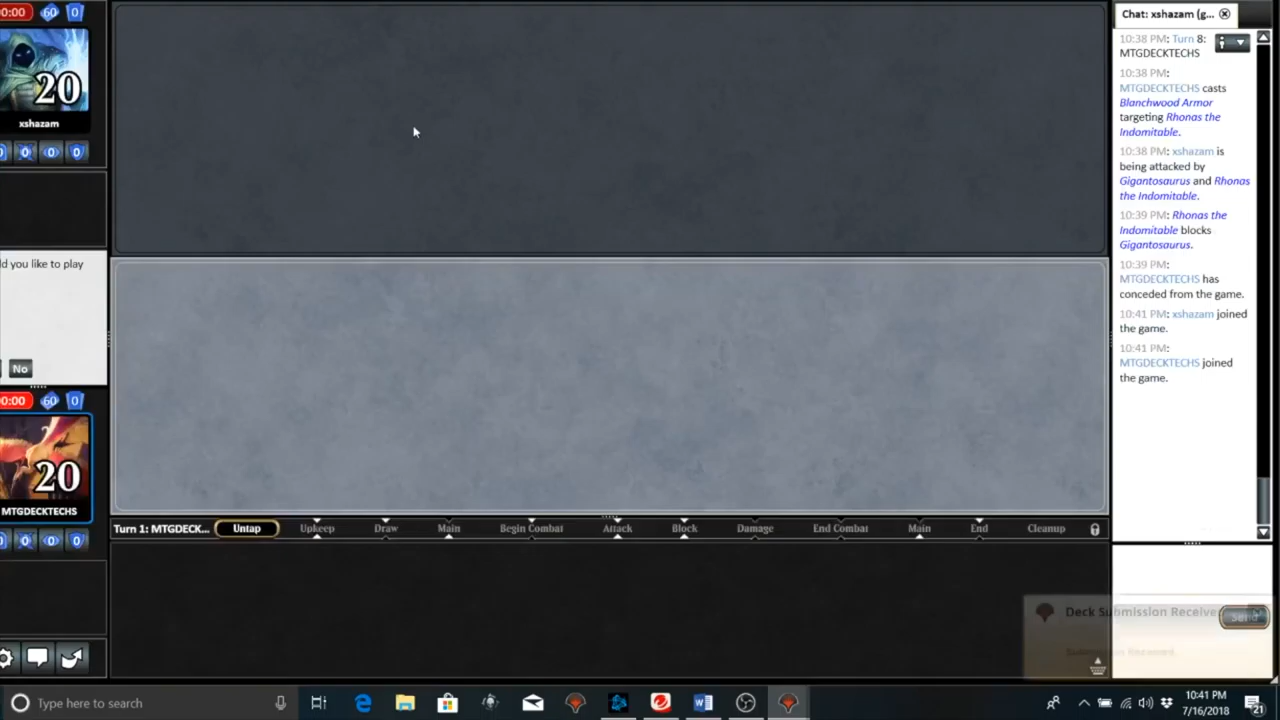 0:00 60 0
20
xshazam
0 0 0
d you like to play
No
0:00 60 0
20
MTGDECKTECHS
0 0 0
Turn 1: MTGDECK... Untap Upkeep Draw Main Begin Combat Attack Block Damage End Combat Main End Cleanup
Chat: xshazam (g...
10:38 PM: Turn 8:
MTGDECKTECHS
10:38 PM:
MTGDECKTECHS casts
Blanchwood Armor
targeting Rhonas the
Indomitable.
10:38 PM: xshazam is
being attacked by
Gigantosaurus and Rhonas
the Indomitable.
10:39 PM: Rhonas the
Indomitable blocks
Gigantosaurus.
10:39 PM:
MTGDECKTECHS has
conceded from the game.
10:41 PM: xshazam joined
the game.
10:41 PM:
MTGDECKTECHS joined
the game.
Deck Submission Receive
Send
Type here to search
10:41 PM
7/16/2018
21